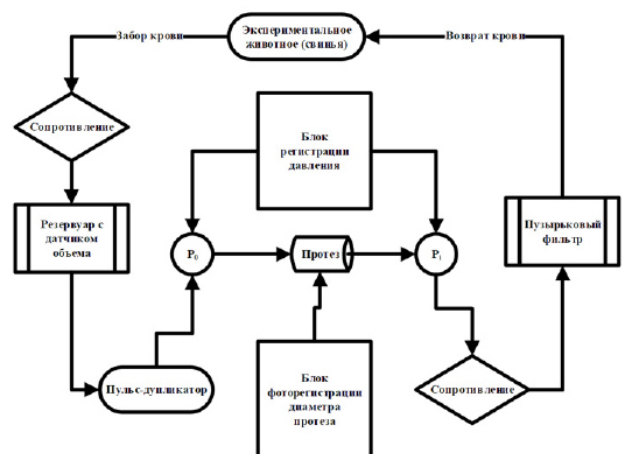 Забор крови
Экспериментальное
животное (свинья)
Возврат крови
Сопротивление
Блок
регистрации
давления
Резервуар с
датчиком
объема
P0
Протез
P1
Пузырьковый
фильтр
Пульс-дупликатор
Блок
фоторегистрации
диаметра
протеза
Сопротивление